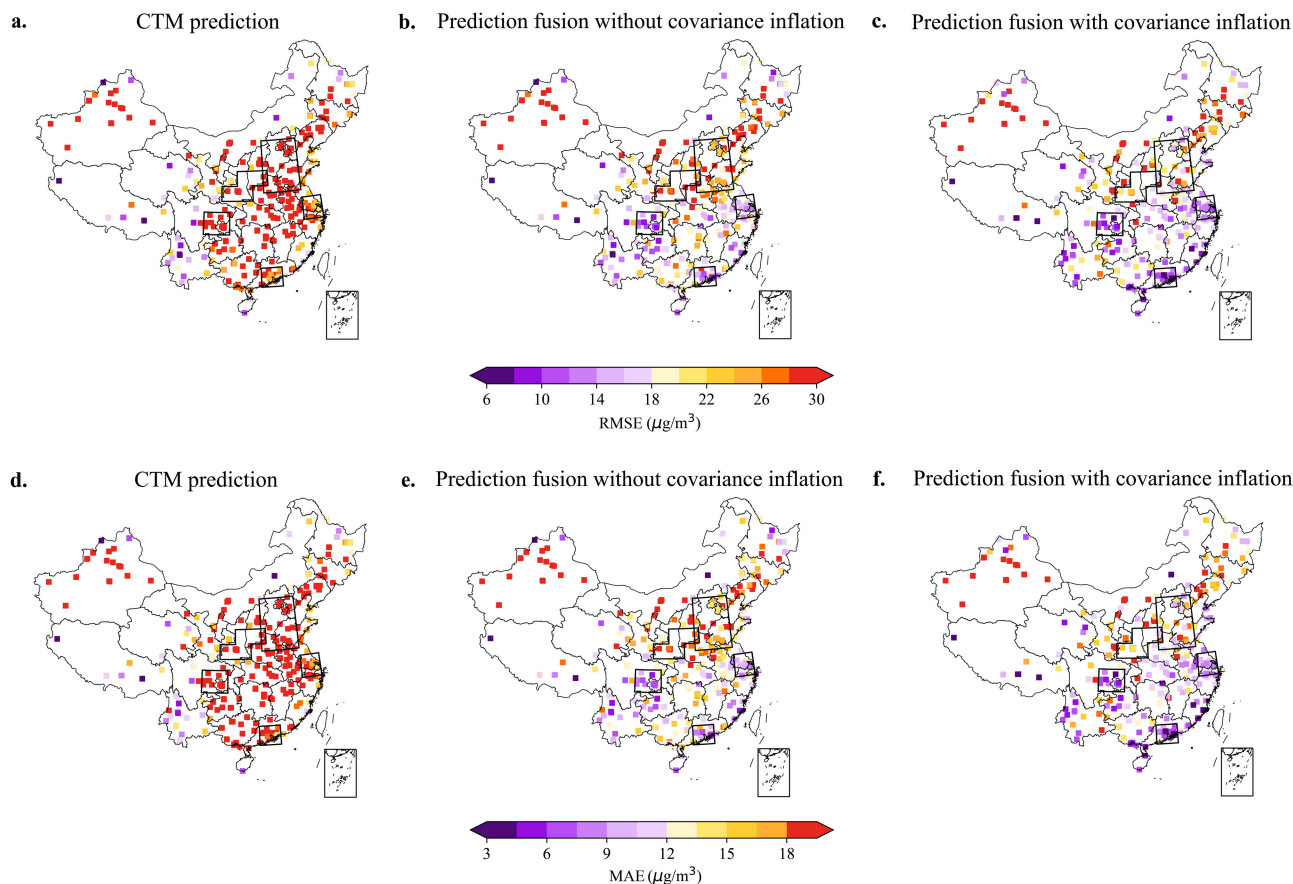 a. CTM prediction
b. Prediction fusion without covariance inflation
c. Prediction fusion with covariance inflation
6 10 14 18 22 26 30
RMSE (μg/m³)
d. CTM prediction
e. Prediction fusion without covariance inflation
f. Prediction fusion with covariance inflation
3 6 9 12 15 18
MAE (μg/m³)